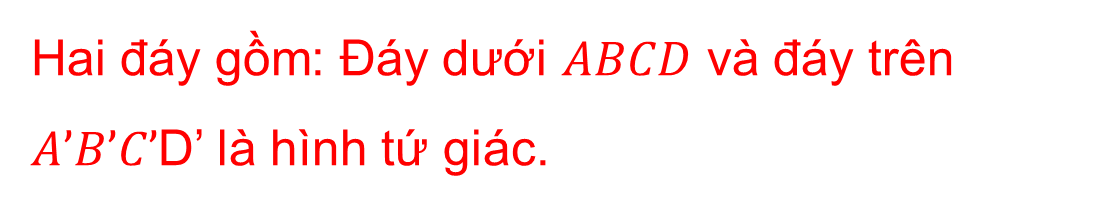 Hai đáy gồm: Đáy dưới 𝐴𝐵𝐶𝐷 và đáy trên
𝐴’𝐵’𝐶’D’ là hình tứ giác.